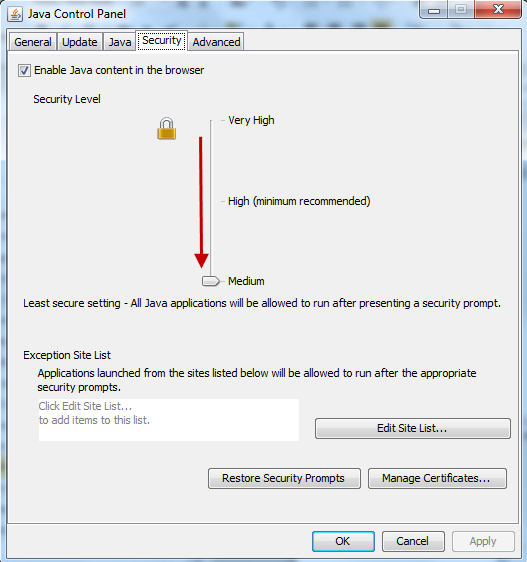 Java Control Panel
General Update Java Security Advanced
Enable Java content in the browser
Security Level
Very High
High (minimum recommended)
Medium
Least secure setting - All Java applications will be allowed to run after presenting a security prompt.
Exception Site List
Applications launched from the sites listed below will be allowed to run after the appropriate
security prompts.
Click Edit Site List...
to add items to this list.
Edit Site List...
Restore Security Prompts Manage Certificates...
OK Cancel Apply